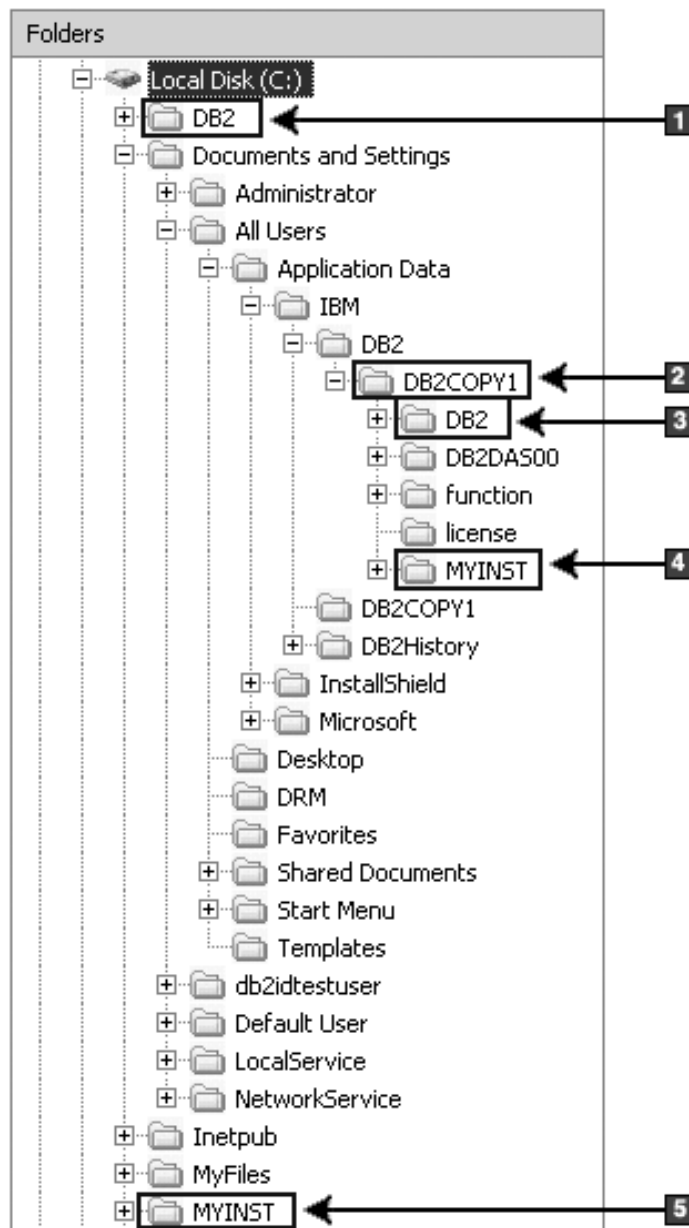 Folders
Local Disk (C:)
DB2 1
Documents and Settings
Administrator
All Users
Application Data
IBM
DB2
DB2COPY1 2
DB2 3
DB2DAS00
function
license
MYINST 4
DB2COPY1
DB2History
InstallShield
Microsoft
Desktop
DRM
Favorites
Shared Documents
Start Menu
Templates
db2idtestuser
Default User
LocalService
NetworkService
Inetpub
MyFiles
MYINST 5